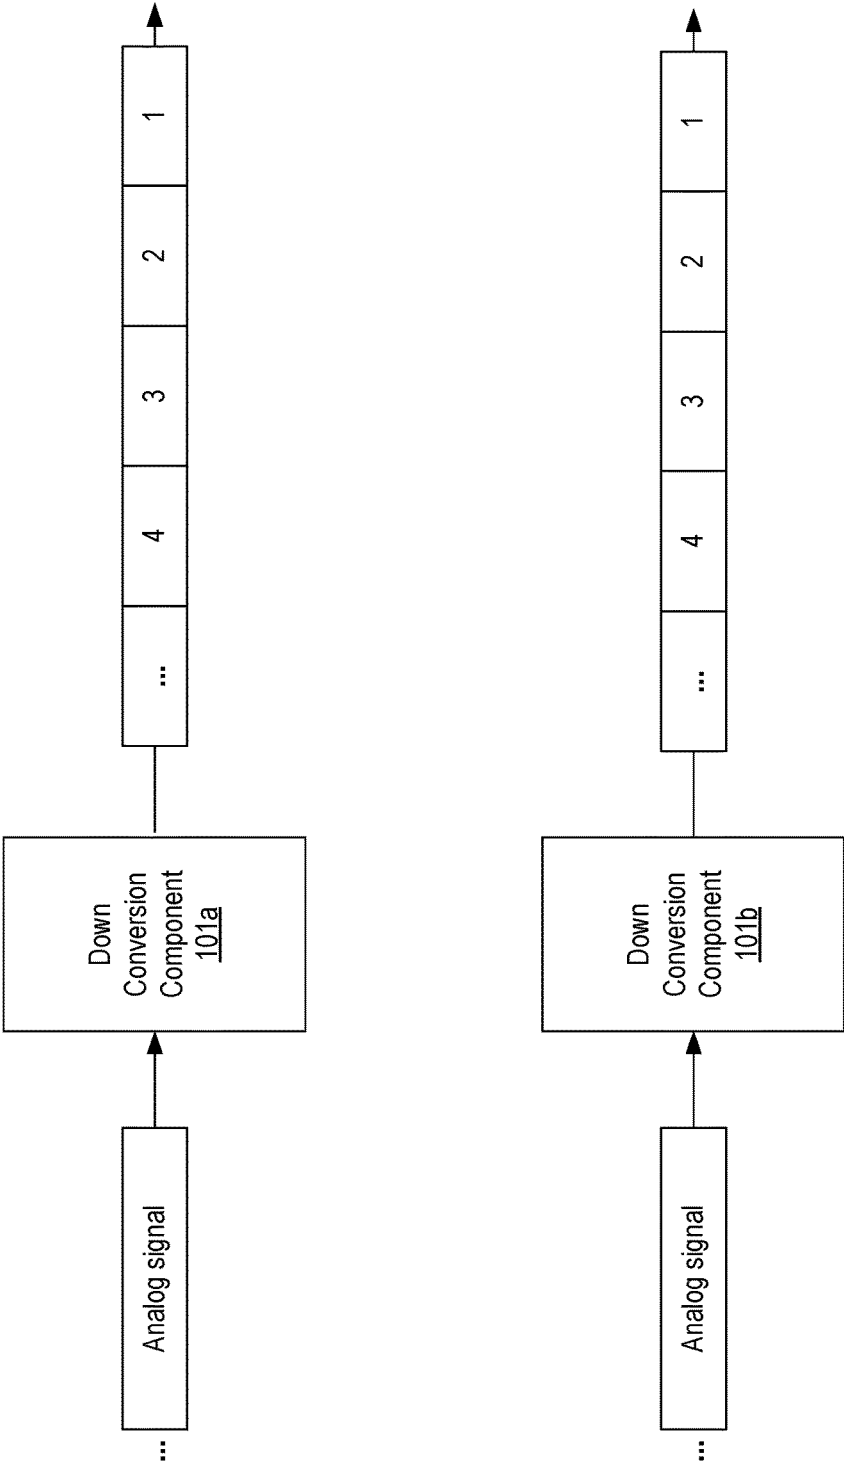 ...
Analog signal
Down
Conversion
Component
101a
...
4
3
2
1
...
Analog signal
Down
Conversion
Component
101b
...
4
3
2
1